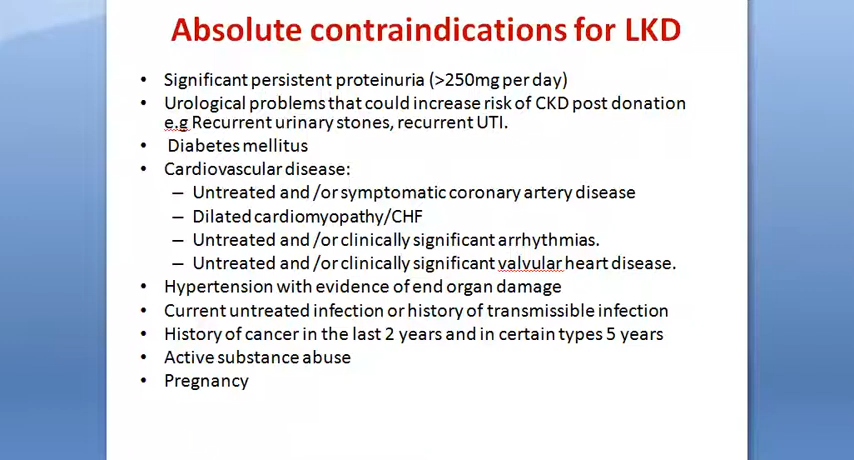 Absolute contraindications for LKD
• Significant persistent proteinuria (>250mg per day)
• Urological problems that could increase risk of CKD post donation
e.g Recurrent urinary stones, recurrent UTI.
• Diabetes mellitus
• Cardiovascular disease:
– Untreated and /or symptomatic coronary artery disease
– Dilated cardiomyopathy/CHF
– Untreated and /or clinically significant arrhythmias.
– Untreated and /or clinically significant valvular heart disease.
• Hypertension with evidence of end organ damage
• Current untreated infection or history of transmissible infection
• History of cancer in the last 2 years and in certain types 5 years
• Active substance abuse
• Pregnancy